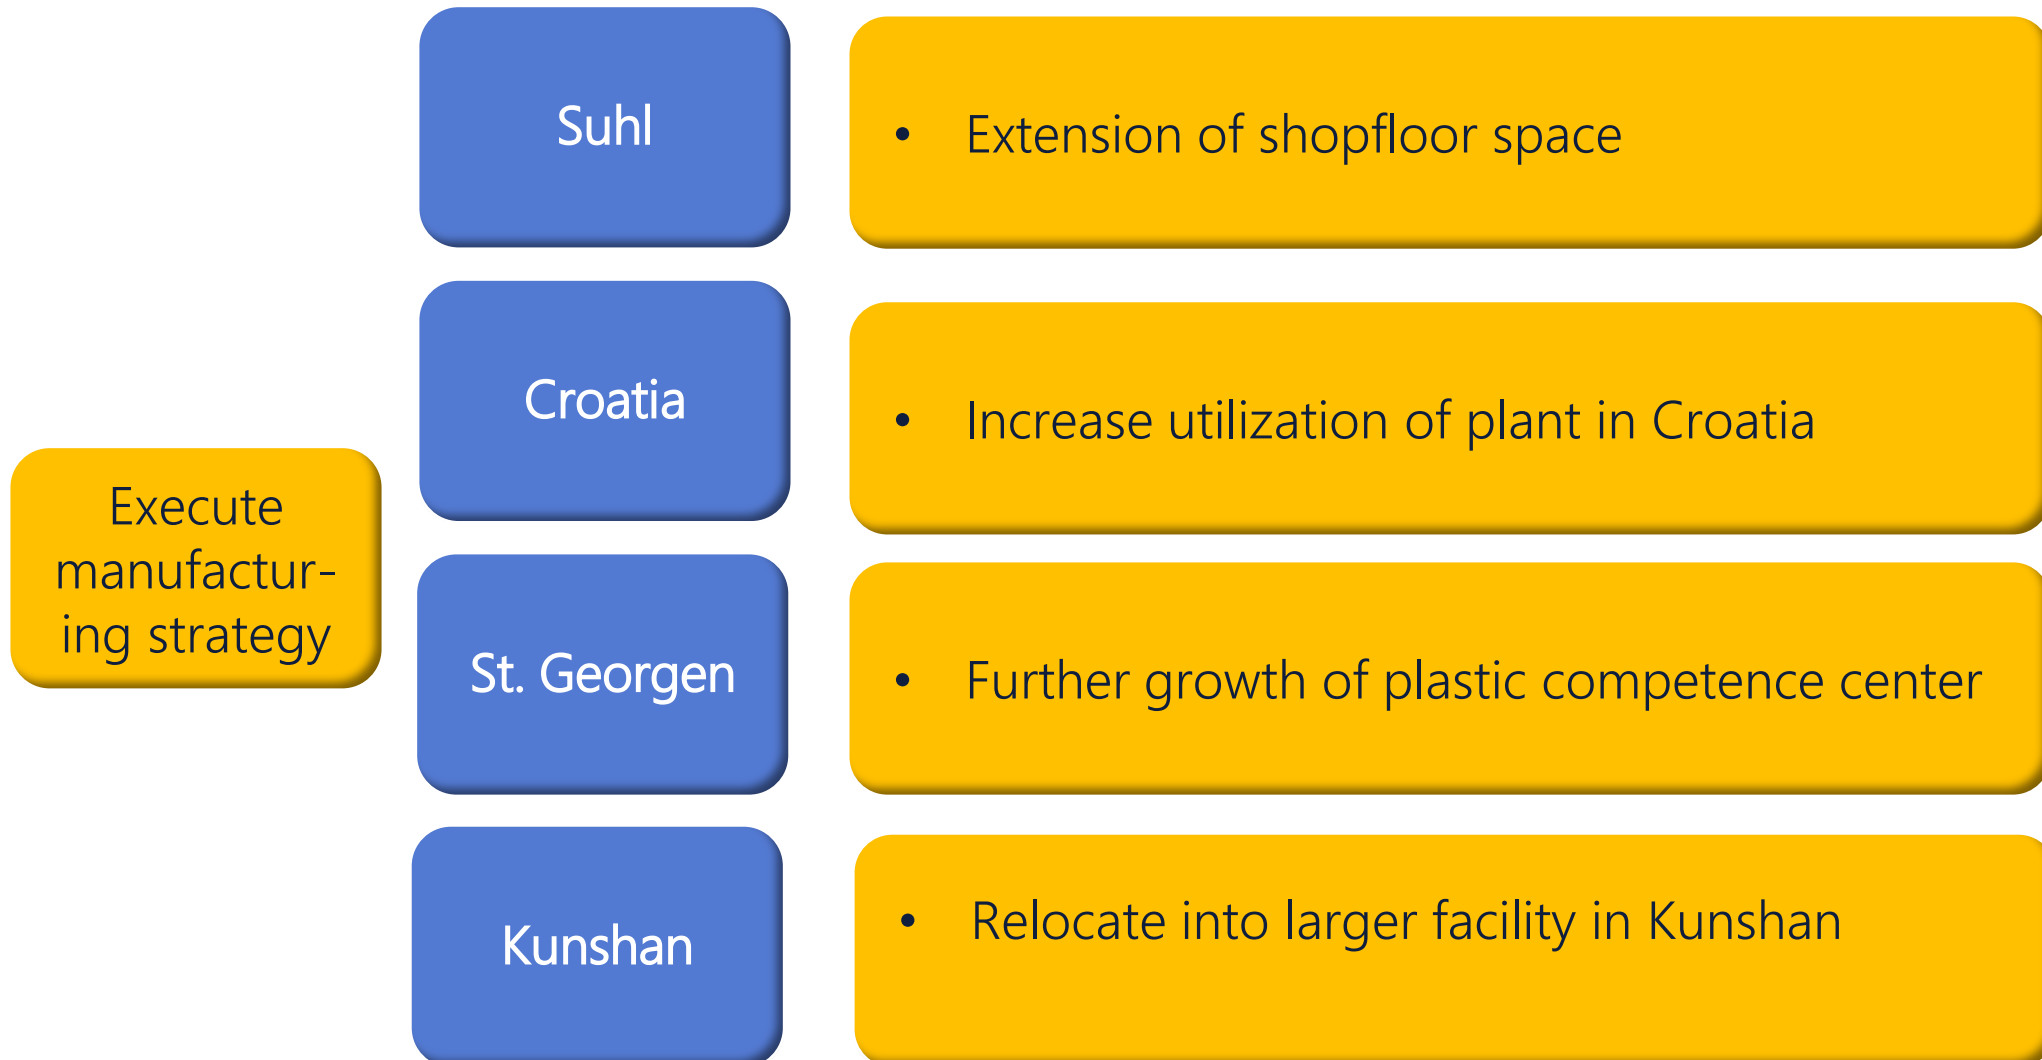 Execute
manufactur-
ing strategy
Suhl
• Extension of shopfloor space
Croatia
• Increase utilization of plant in Croatia
St. Georgen
• Further growth of plastic competence center
Kunshan
• Relocate into larger facility in Kunshan